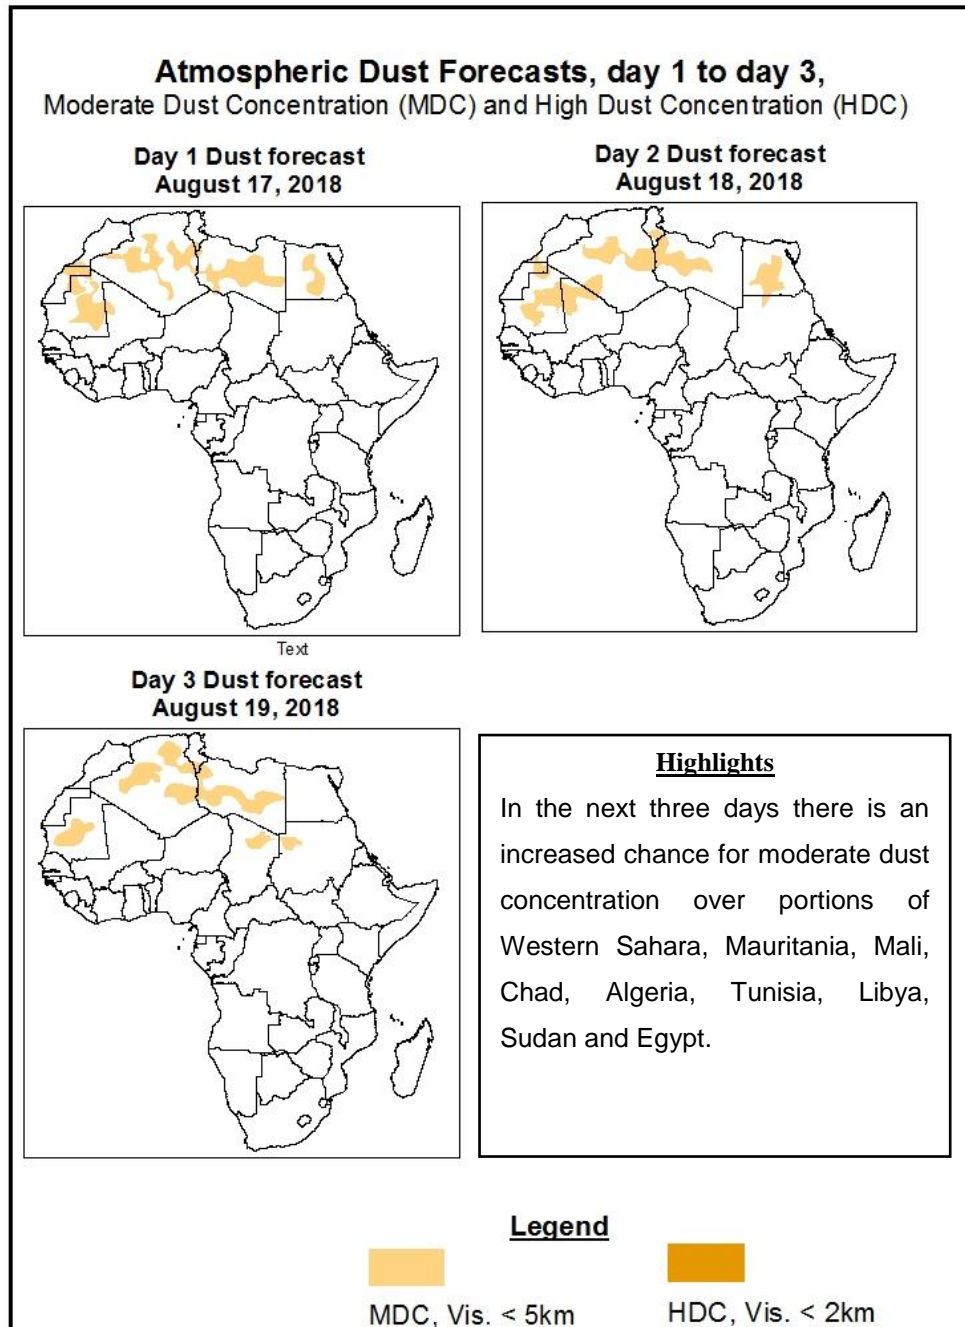 Atmospheric Dust Forecasts, day 1 to day 3,
Moderate Dust Concentration (MDC) and High Dust Concentration (HDC)
Day 1 Dust forecast
August 17, 2018
Day 2 Dust forecast
August 18, 2018
Text
Day 3 Dust forecast
August 19, 2018
Highlights
In the next three days there is an
increased chance for moderate dust
concentration over portions of
Western Sahara, Mauritania, Mali,
Chad, Algeria, Tunisia, Libya,
Sudan and Egypt.
Legend
MDC, Vis. < 5km
HDC, Vis. < 2km